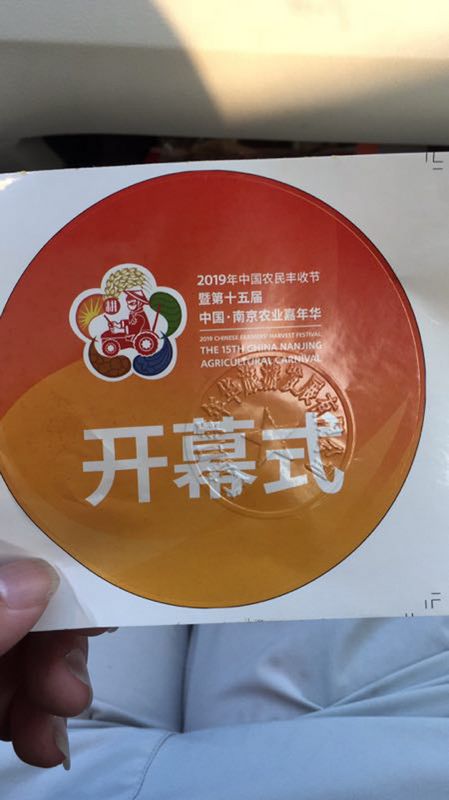 2019年中国农民丰收节
暨第十五届
中国·南京农业嘉年华
2019 CHINESE FARMERS' HARVEST FESTIVAL
THE 15TH CHINA NANJING
AGRICULTURAL CARNIVAL
开幕式